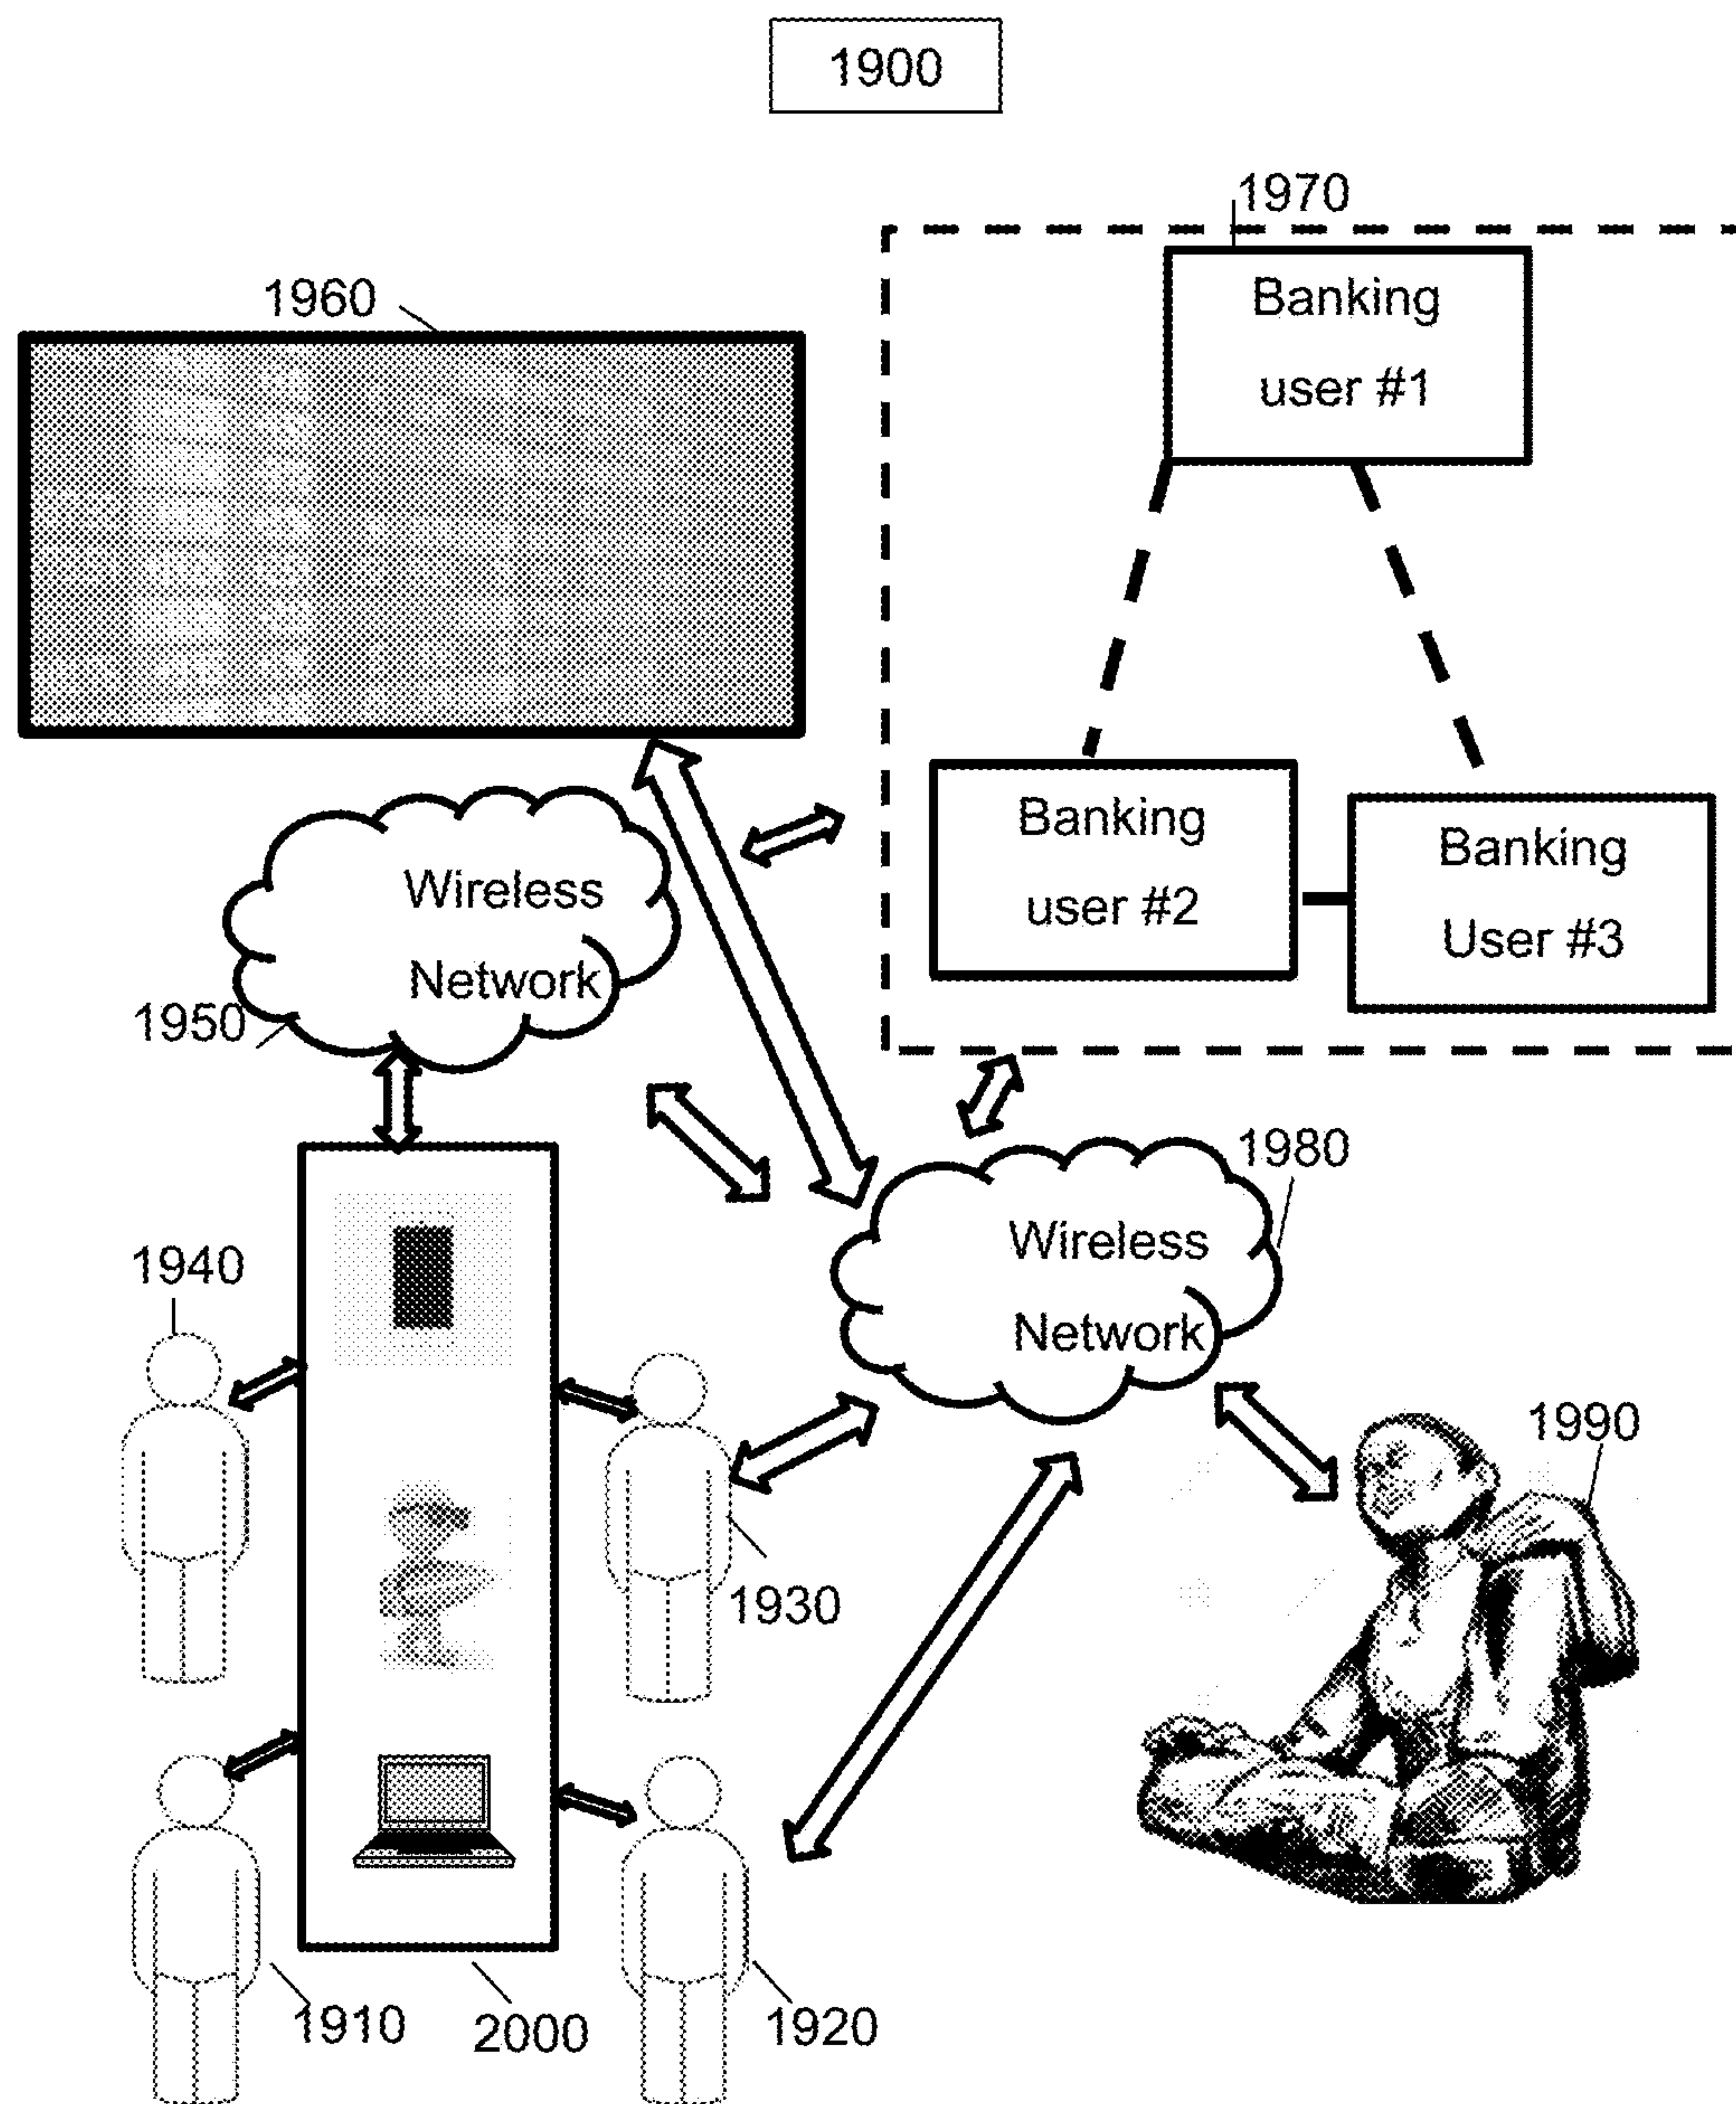 1900
1970
Banking
user #1
1960
Banking
user #2
Banking
User #3
Wireless
Network
1950
1980
Wireless
Network
1940
1990
1930
1910
2000
1920